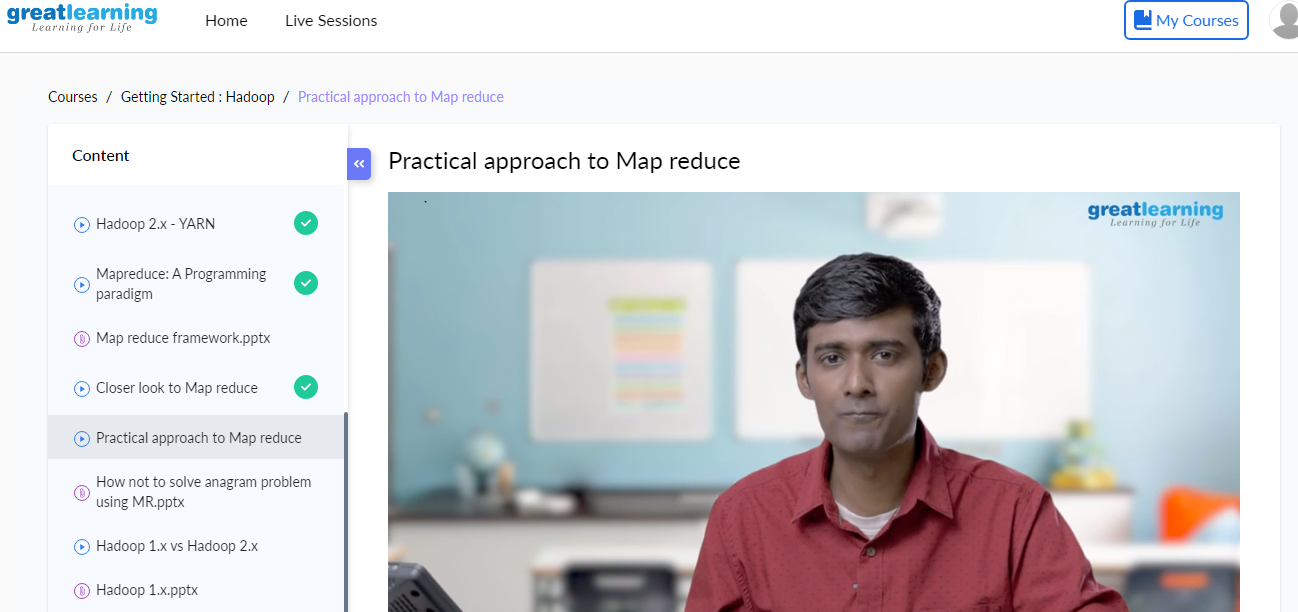 greatlearning
Learning for Life
Home
Live Sessions
My Courses
Courses / Getting Started : Hadoop / Practical approach to Map reduce
Content
«
Practical approach to Map reduce
Hadoop 2.x - YARN
Mapreduce: A Programming
paradigm
Map reduce framework.pptx
Closer look to Map reduce
Practical approach to Map reduce
How not to solve anagram problem
using MR.pptx
Hadoop 1.x vs Hadoop 2.x
Hadoop 1.x.pptx
greatlearning
Learning for Life